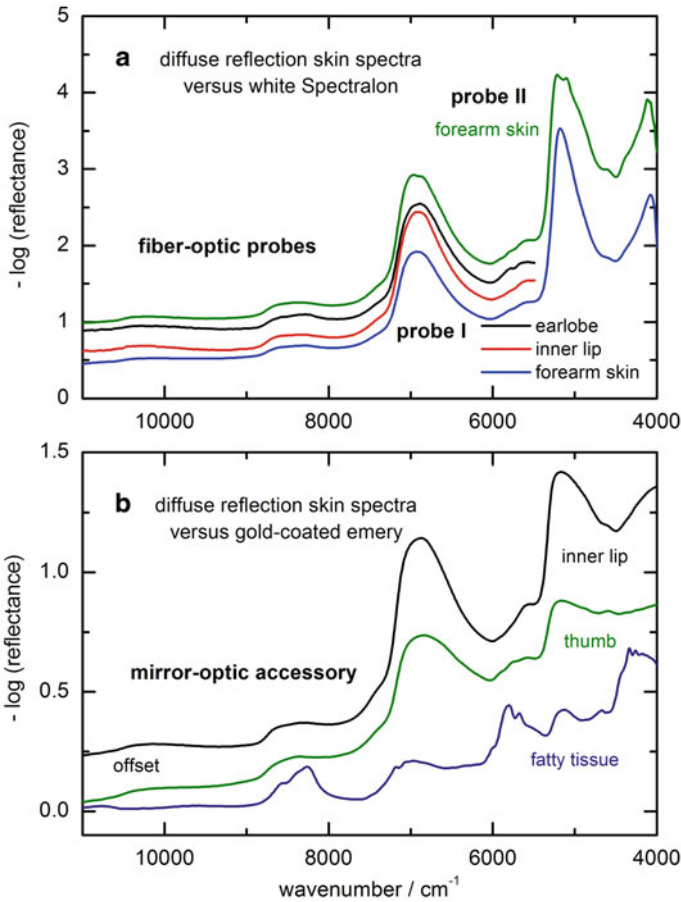 5
a diffuse reflection skin spectra
versus white Spectralon
4
probe II
forearm skin
3
- log (reflectance)
fiber-optic probes
2
probe I
earlobe
1
inner lip
forearm skin
0
10000 8000 6000 4000
1.5
b diffuse reflection skin spectra
versus gold-coated emery
inner lip
1.0
thumb
- log (reflectance)
mirror-optic accessory
0.5
offset
fatty tissue
0.0
10000 8000 6000 4000
wavenumber / cm⁻¹